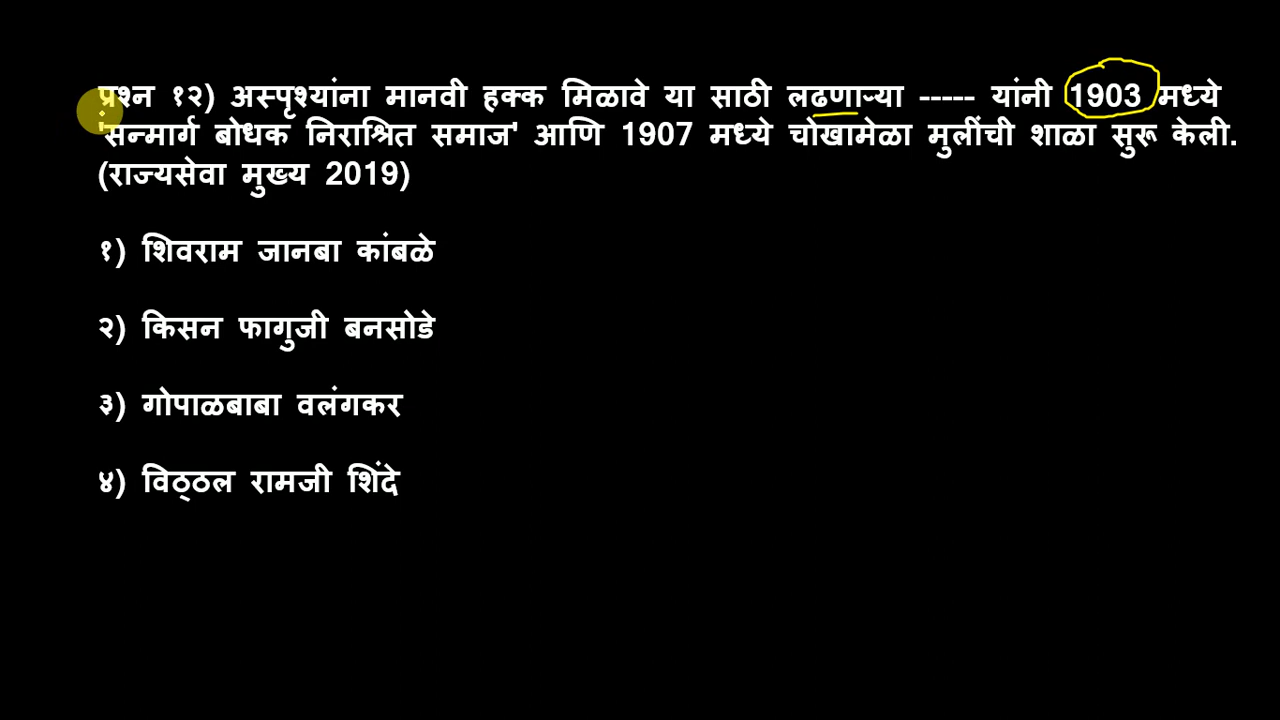 प्रश्न १२) अस्पृश्यांना मानवी हक्क मिळावे या साठी लढणाऱ्या ----- यांनी 1903 मध्ये
'सन्मार्ग बोधक निराश्रित समाज' आणि 1907 मध्ये चोखामेळा मुलींची शाळा सुरू केली.
(राज्यसेवा मुख्य 2019)
१) शिवराम जानबा कांबळे
२) किसन फागुजी बनसोडे
३) गोपाळबाबा वलंगकर
४) विठ्ठल रामजी शिंदे